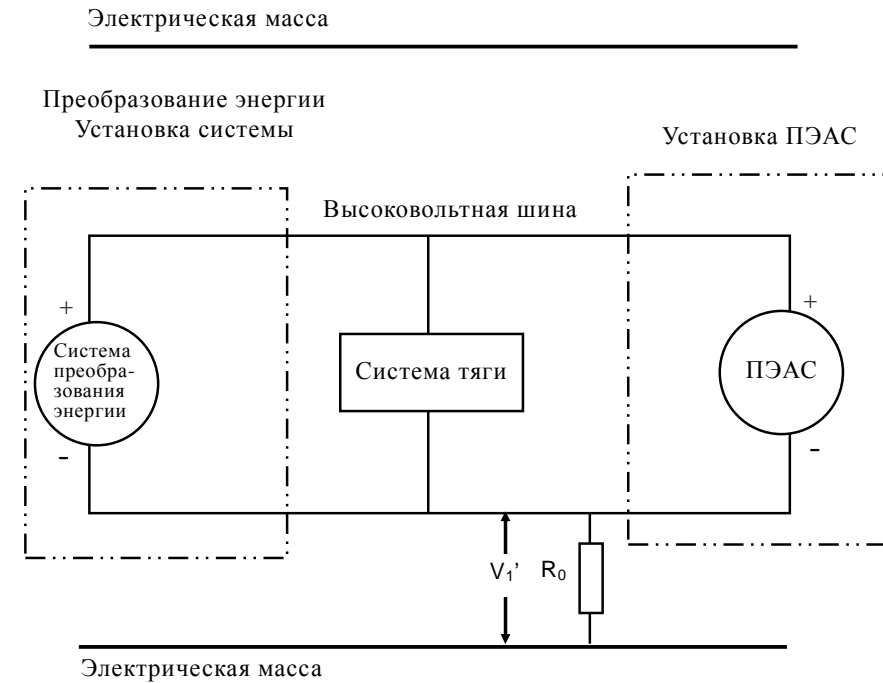 Электрическая масса
Преобразование энергии
Установка системы
Установка ПЭАС
Высоковольтная шина
+
+
Система
преобра-
зования
энергии
Система тяги
ПЭАС
-
-
V₁’
R₀
Электрическая масса